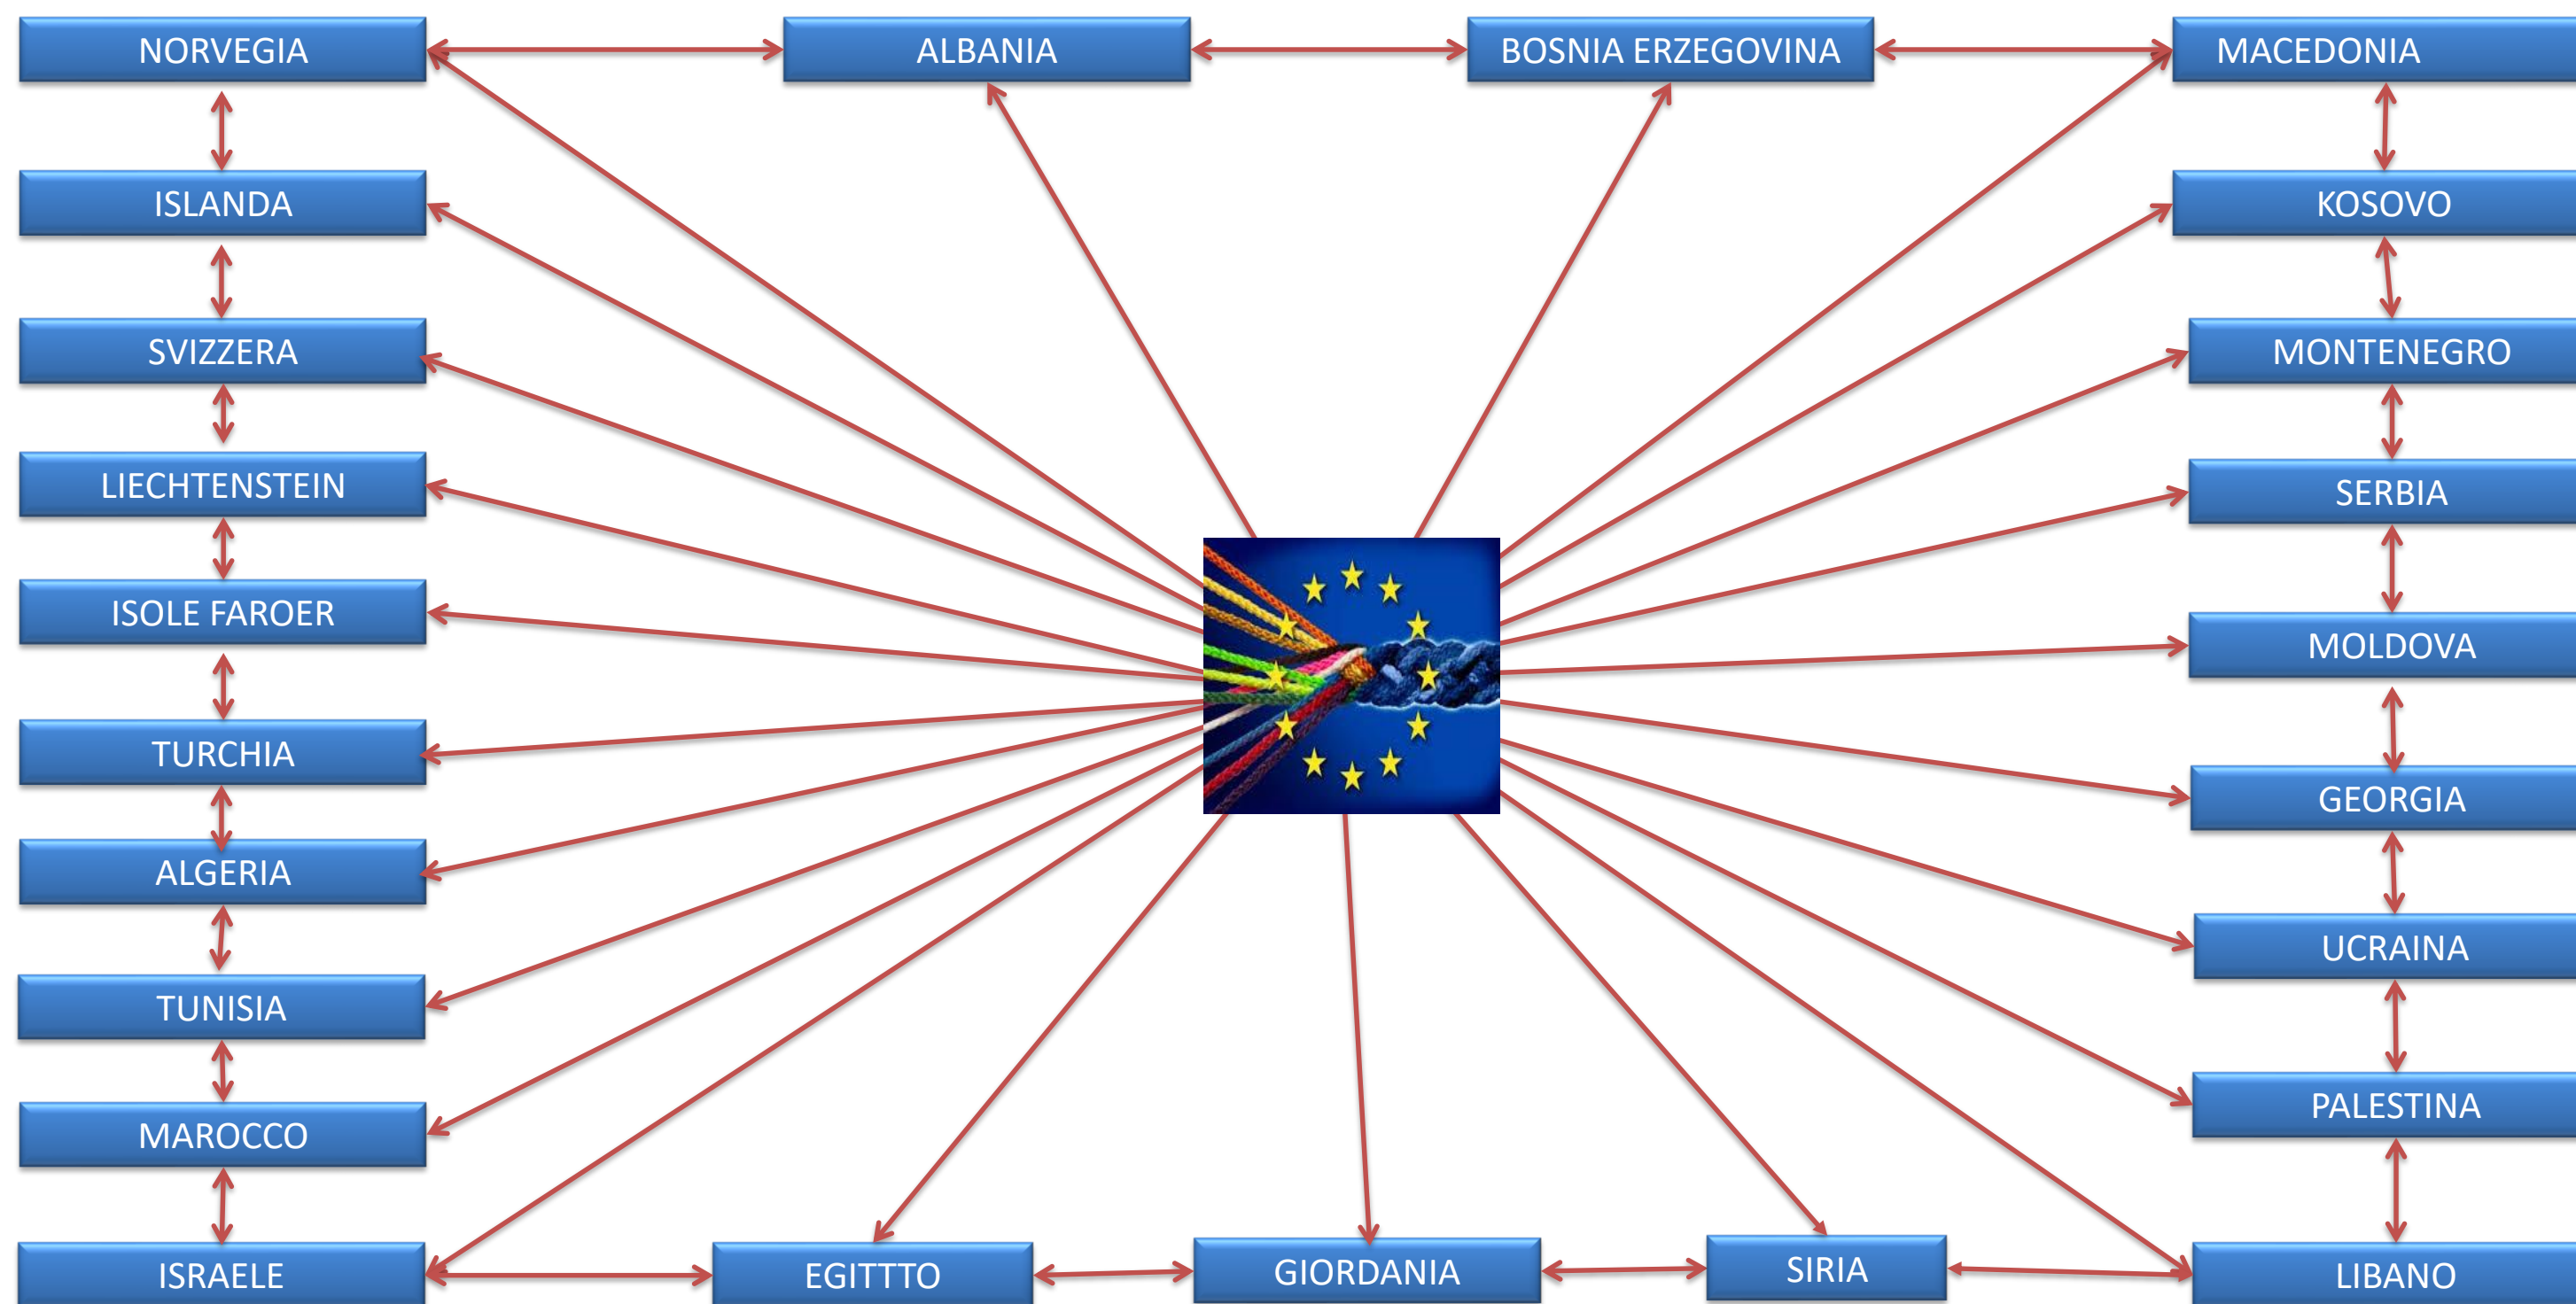 NORVEGIA
ALBANIA
BOSNIA ERZEGOVINA
MACEDONIA
ISLANDA
KOSOVO
SVIZZERA
MONTENEGRO
LIECHTENSTEIN
SERBIA
ISOLE FAROER
MOLDOVA
TURCHIA
GEORGIA
ALGERIA
UCRAINA
TUNISIA
PALESTINA
MAROCCO
ISRAELE
EGITTTO
GIORDANIA
SIRIA
LIBANO